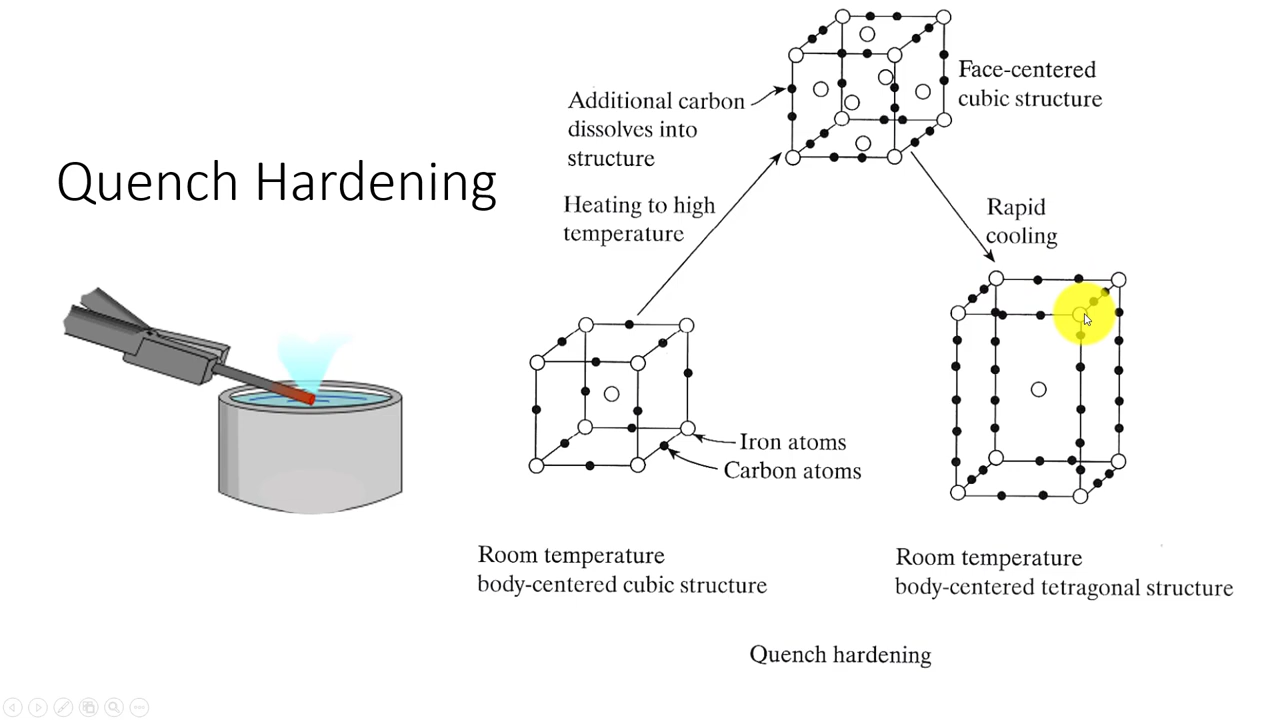 Quench Hardening
Additional carbon
dissolves into
structure
Face-centered
cubic structure
Heating to high
temperature
Rapid
cooling
Iron atoms
Carbon atoms
Room temperature
body-centered cubic structure
Room temperature
body-centered tetragonal structure
Quench hardening